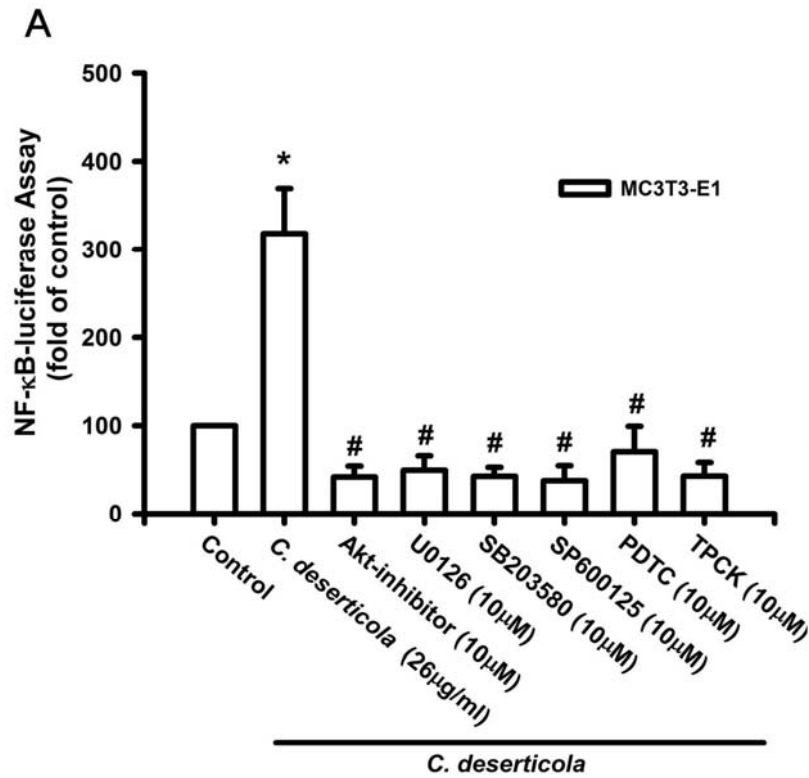 A
NF-κB-luciferase Assay
(fold of control)
500
400
300
200
100
0
*
#
#
#
#
#
#
MC3T3-E1
Control
C. deserticola (26μg/ml)
Akt-inhibitor (10μM)
U0126 (10μM)
SB203580 (10μM)
SP600125 (10μM)
PDTC (10μM)
TPCK (10μM)
C. deserticola